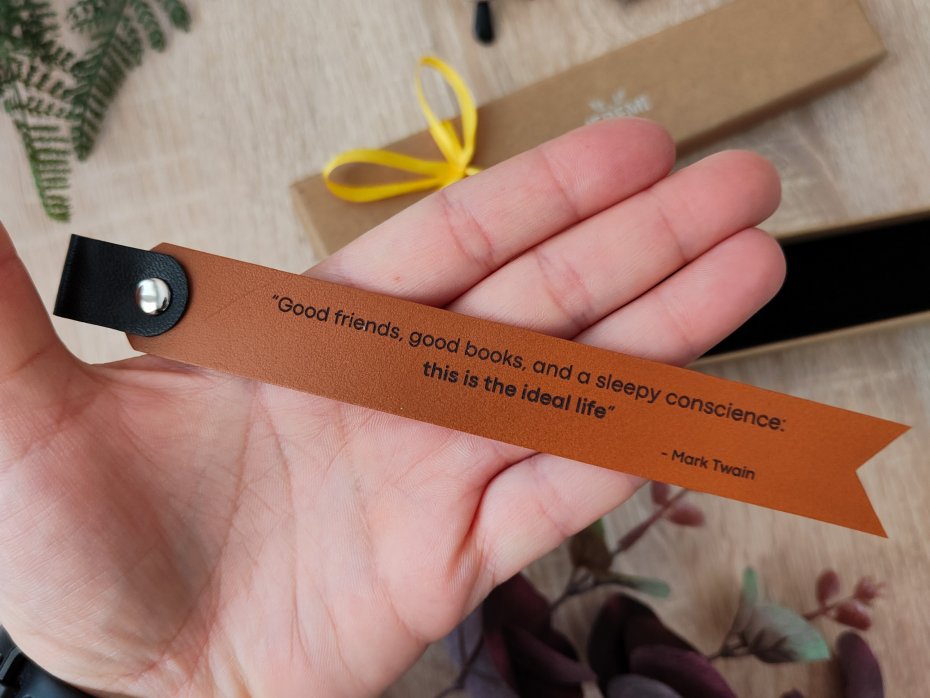 “Good friends, good books, and a sleepy conscience:
this is the ideal life”
- Mark Twain